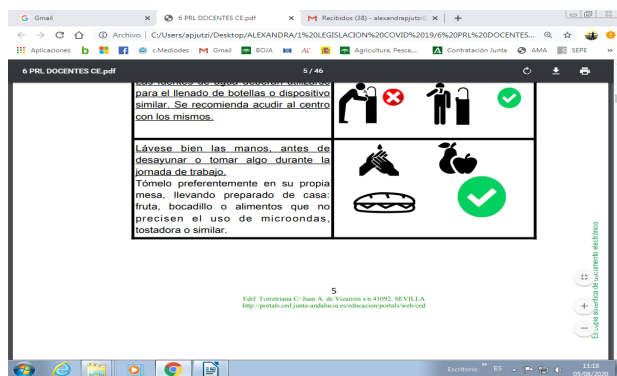 Gmail
6 PRL DOCENTES CE.pdf
Recibidos (38) - alexandrapjutzi@
Archivo | C:/Users/apjutzi/Desktop/ALEXANDRA/1%20LEGISLACION%20COVID%2019/6%20PRL%20DOCENTES...
Aplicaciones
c.Mediodes
Gmail
BOJA
Agricultura, Pesca,...
Contratación Junta
AMA
SEPE
6 PRL DOCENTES CE.pdf
5 / 46
Las fuentes de agua deberán utilizarse
para el llenado de botellas o dispositivo
similar. Se recomienda acudir al centro
con los mismos.
Lávese bien las manos, antes de
desayunar o tomar algo durante la
jornada de trabajo.
Tómelo preferentemente en su propia
mesa, llevando preparado de casa:
fruta, bocadillo o alimentos que no
precisen el uso de microondas,
tostadora o similar.
5
Edif. Torretriana C/ Juan A. de Vizarrón s/n 41092, SEVILLA
http://portals.ced.junta-andalucia.es/educacion/portals/web/ced
Es copia auténtica de documento electrónico
Escritorio
ES
11:18
05/08/2020